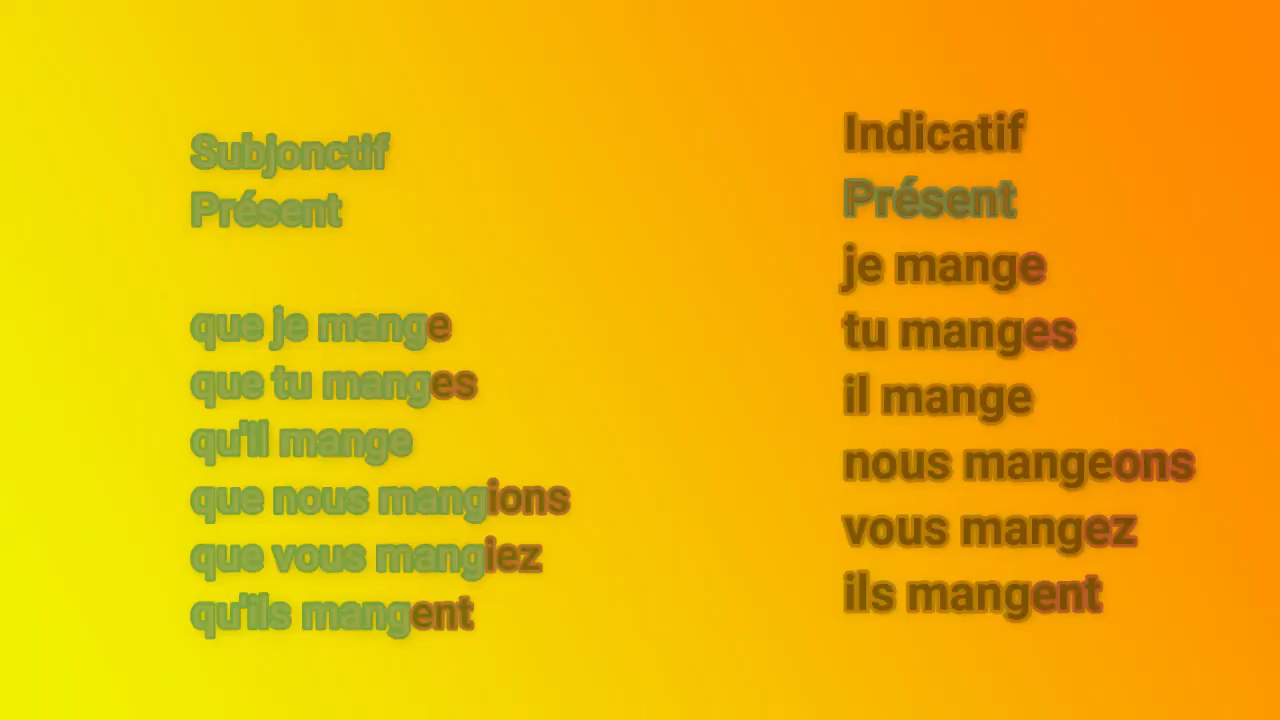 Subjonctif
Présent
que je mange
que tu manges
qu'il mange
que nous mangions
que vous mangiez
qu'ils mangent
Indicatif
Présent
je mange
tu manges
il mange
nous mangeons
vous mangez
ils mangent